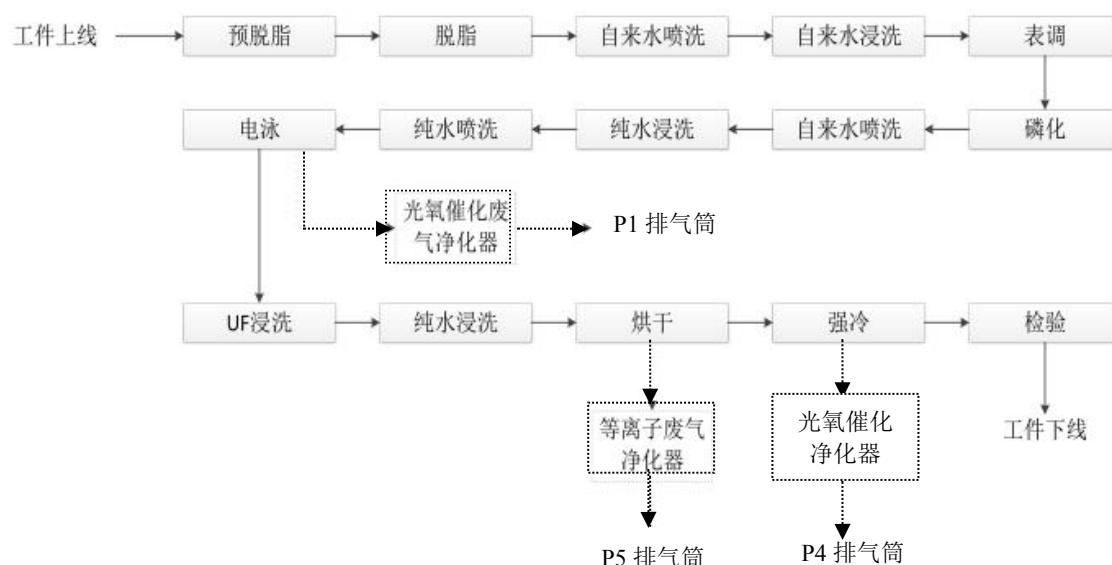 工件上线
预脱脂
脱脂
自来水喷洗
自来水浸洗
表调
电泳
纯水喷洗
纯水浸洗
自来水喷洗
磷化
光氧催化废
气净化器
P1 排气筒
UF浸洗
纯水浸洗
烘干
强冷
检验
等离子废气
净化器
光氧催化
净化器
工件下线
P5 排气筒
P4 排气筒